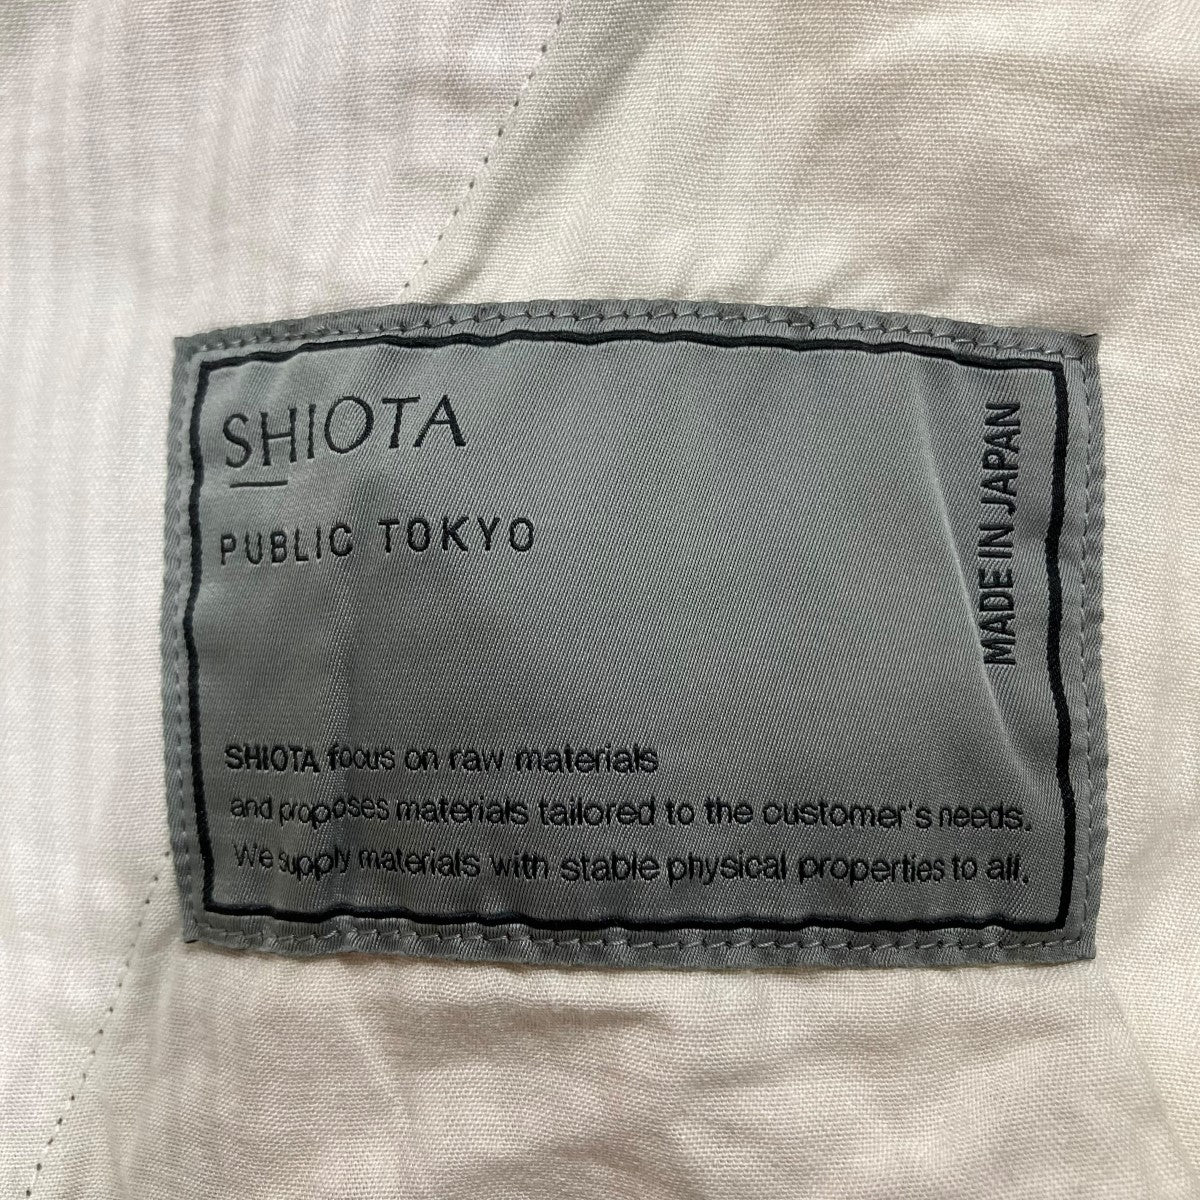 SHIOTA
PUBLIC TOKYO
MADE IN JAPAN
SHIOTA focus on raw materials
and proposes materials tailored to the customer's needs.
We supply materials with stable physical properties to all.